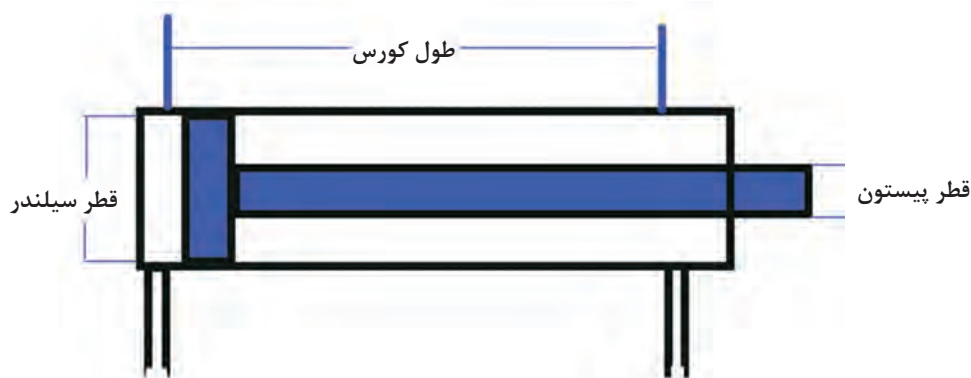 طول کورس
قطر پیستون
قطر سیلندر